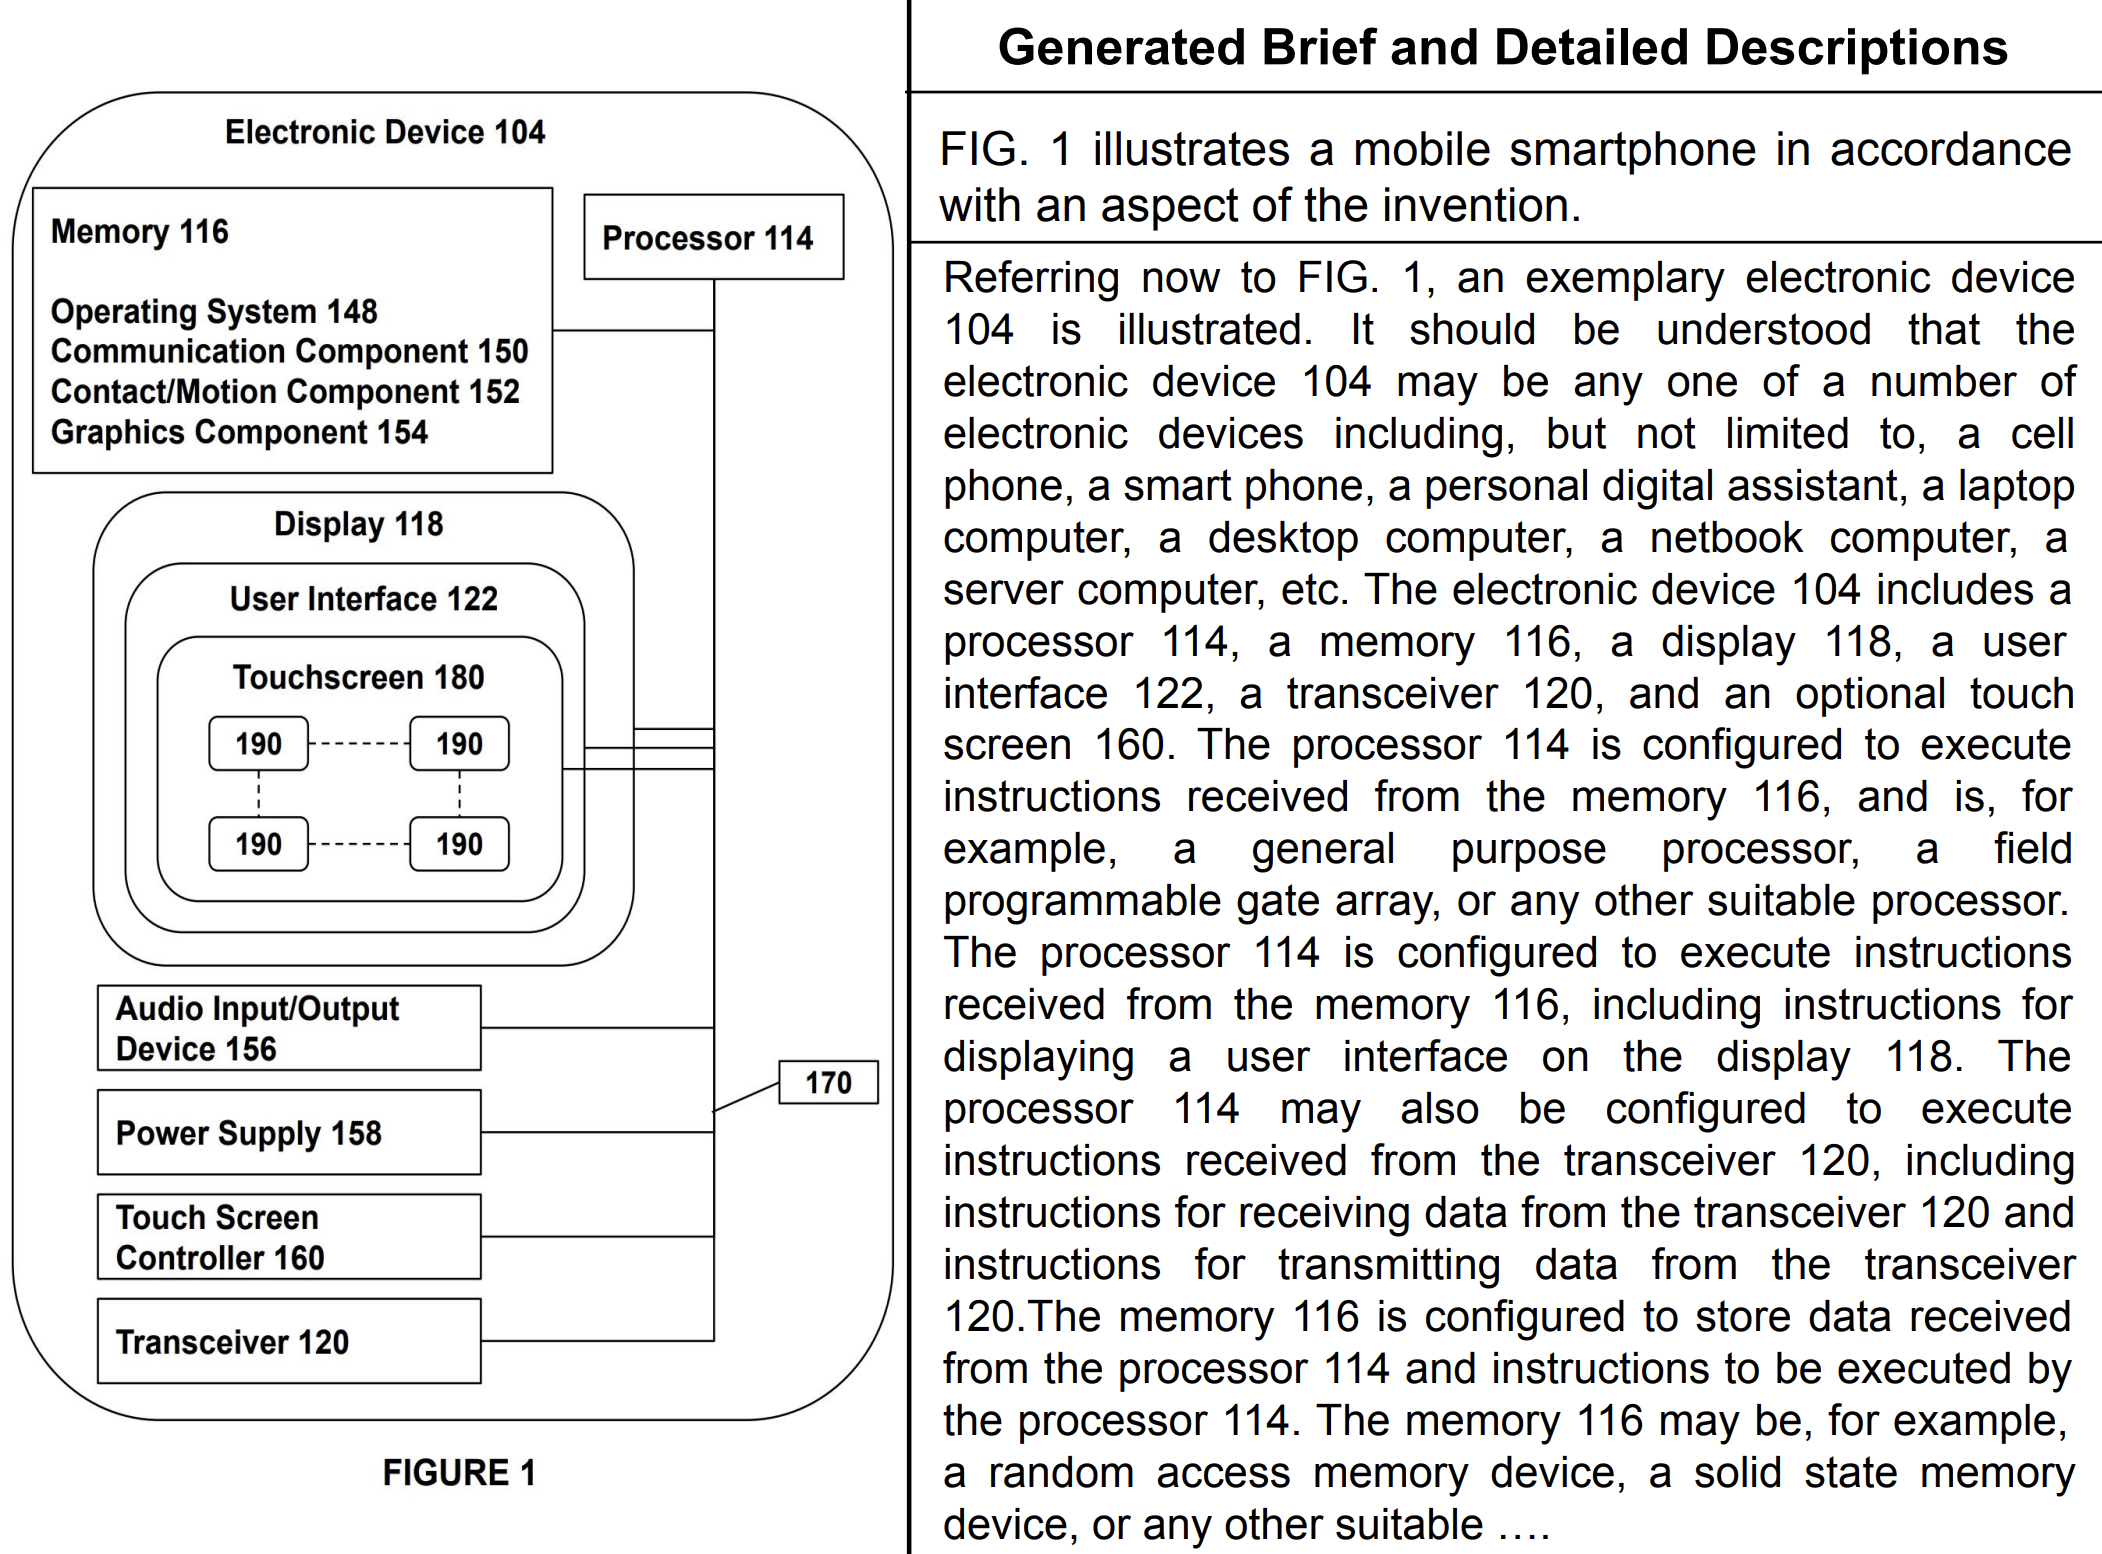 Electronic Device 104
Memory 116
Operating System 148
Communication Component 150
Contact/Motion Component 152
Graphics Component 154
Processor 114
Display 118
User Interface 122
Touchscreen 180
190
190
190
190
Audio Input/Output
Device 156
Power Supply 158
Touch Screen
Controller 160
Transceiver 120
170
FIGURE 1
Generated Brief and Detailed Descriptions
FIG. 1 illustrates a mobile smartphone in accordance
with an aspect of the invention.
Referring now to FIG. 1, an exemplary electronic device
104 is illustrated. It should be understood that the
electronic device 104 may be any one of a number of
electronic devices including, but not limited to, a cell
phone, a smart phone, a personal digital assistant, a laptop
computer, a desktop computer, a netbook computer, a
server computer, etc. The electronic device 104 includes a
processor 114, a memory 116, a display 118, a user
interface 122, a transceiver 120, and an optional touch
screen 160. The processor 114 is configured to execute
instructions received from the memory 116, and is, for
example, a general purpose processor, a field
programmable gate array, or any other suitable processor.
The processor 114 is configured to execute instructions
received from the memory 116, including instructions for
displaying a user interface on the display 118. The
processor 114 may also be configured to execute
instructions received from the transceiver 120, including
instructions for receiving data from the transceiver 120 and
instructions for transmitting data from the transceiver
120.The memory 116 is configured to store data received
from the processor 114 and instructions to be executed by
the processor 114. The memory 116 may be, for example,
a random access memory device, a solid state memory
device, or any other suitable ….